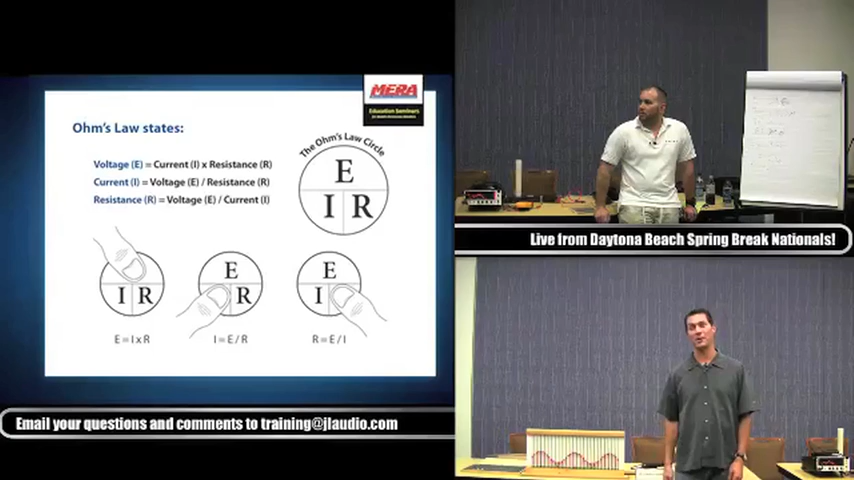 MERA
Education Seminars
Ohm's Law states:
The Ohm's Law Circle
Voltage (E) = Current (I) x Resistance (R)
Current (I) = Voltage (E) / Resistance (R)
Resistance (R) = Voltage (E) / Current (I)
E
I R
I R
E
R
E
I
E = I x R
I = E / R
R = E / I
Live from Daytona Beach Spring Break Nationals!
Email your questions and comments to training@jlaudio.com